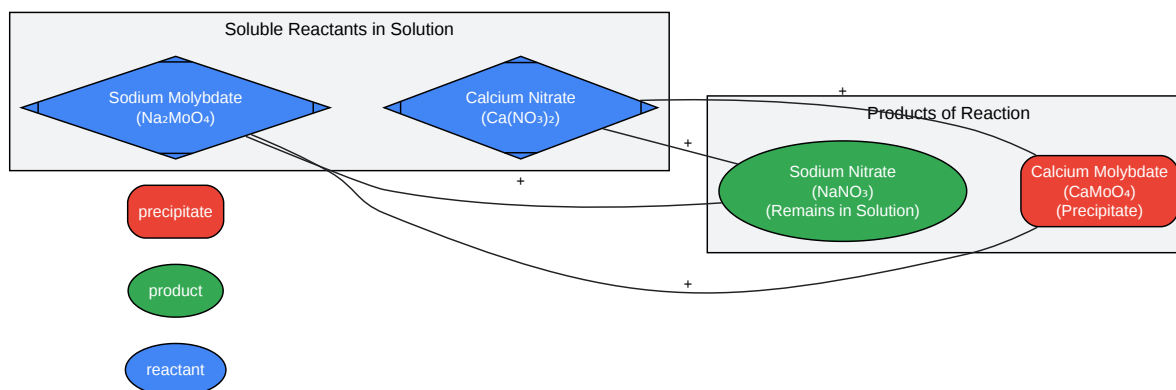 Soluble Reactants in Solution
Sodium Molybdate
(Na₂MoO₄)
Calcium Nitrate
(Ca(NO₃)₂)
+
Products of Reaction
+
Sodium Nitrate
(NaNO₃)
(Remains in Solution)
Calcium Molybdate
(CaMoO₄)
(Precipitate)
+
precipitate
+
product
reactant